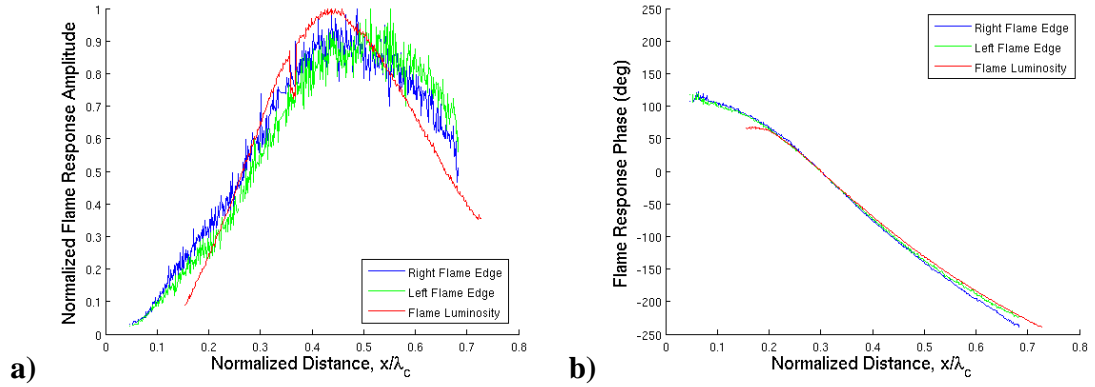 a)
Normalized Flame Response Amplitude
1
0.9
0.8
0.7
0.6
0.5
0.4
0.3
0.2
0.1
0
0 0.1 0.2 0.3 0.4 0.5 0.6 0.7 0.8
Normalized Distance, x/λc
Right Flame Edge
Left Flame Edge
Flame Luminosity
b)
Flame Response Phase (deg)
250
200
150
100
50
0
-50
-100
-150
-200
-250
0 0.1 0.2 0.3 0.4 0.5 0.6 0.7 0.8
Normalized Distance, x/λc
Right Flame Edge
Left Flame Edge
Flame Luminosity